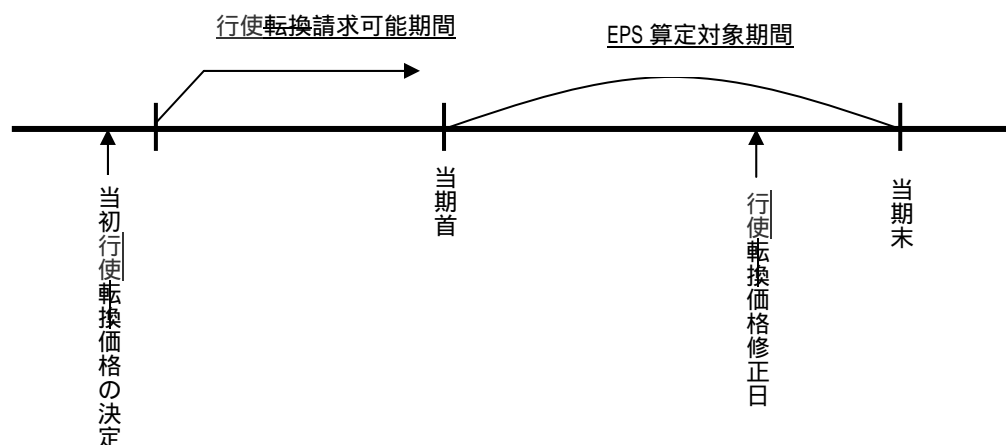 行使転換請求可能期間
EPS 算定対象期間
当初行使転換価格の決定
当期首
行使転換価格修正日
当期末